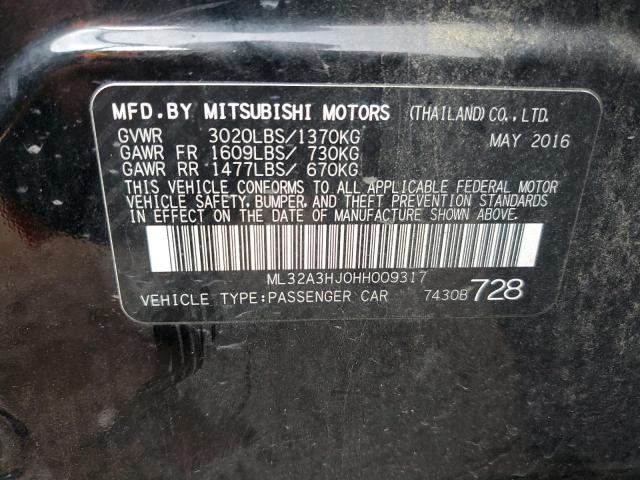 MFD.BY MITSUBISHI MOTORS (THAILAND)CO.,LTD.
GVWR 3020LBS/1370KG MAY 2016
GAWR FR 1609LBS/ 730KG
GAWR RR 1477LBS/ 670KG
THIS VEHICLE CONFORMS TO ALL APPLICABLE FEDERAL MOTOR
VEHICLE SAFETY, BUMPER, AND THEFT PREVENTION STANDARDS
IN EFFECT ON THE DATE OF MANUFACTURE SHOWN ABOVE.
ML32A3HJ0HH009317
VEHICLE TYPE:PASSENGER CAR 7430B 728